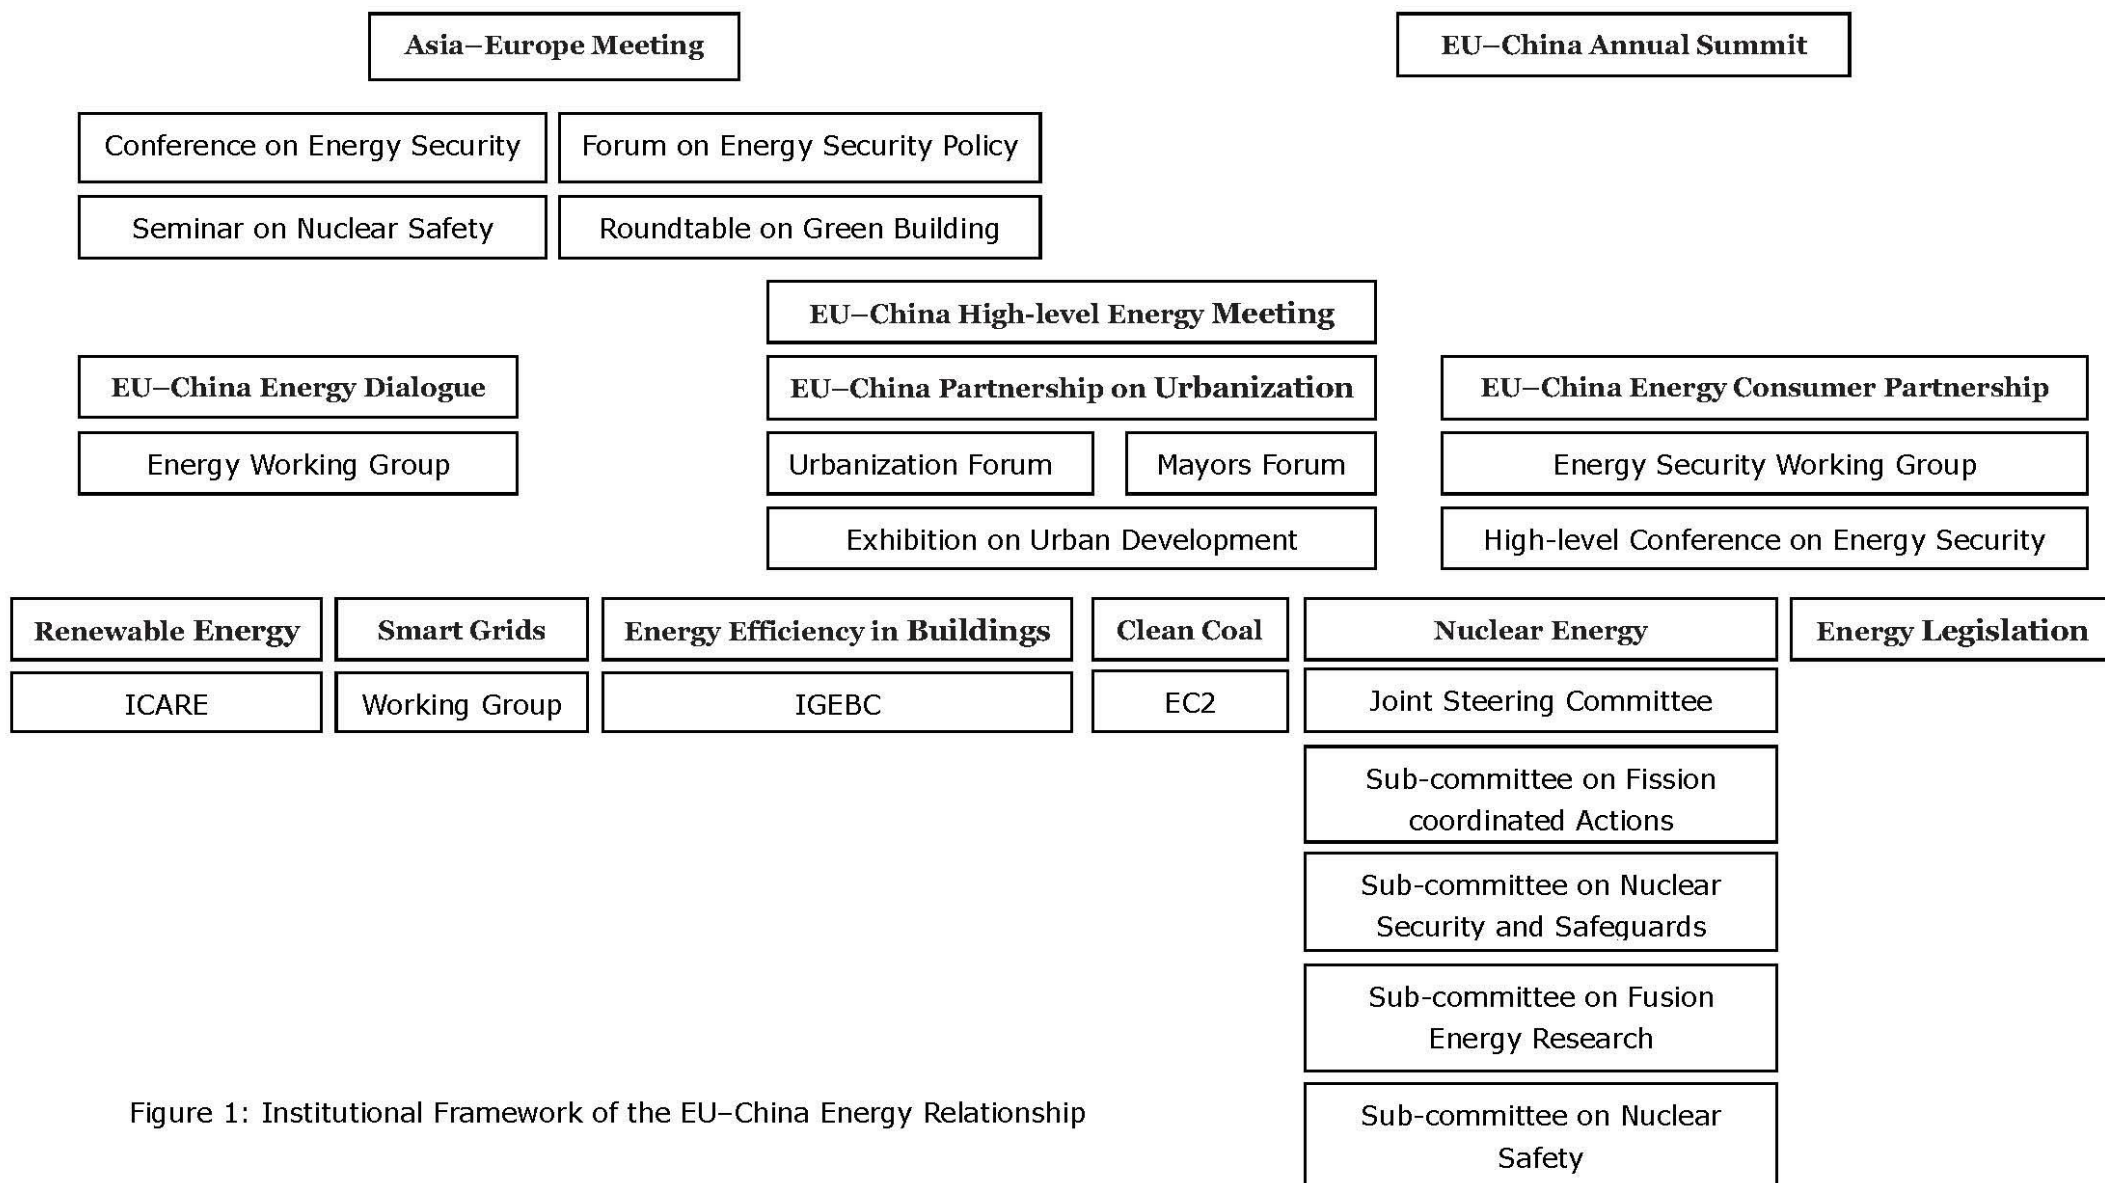 Asia–Europe Meeting
EU–China Annual Summit
Conference on Energy Security
Forum on Energy Security Policy
Seminar on Nuclear Safety
Roundtable on Green Building
EU–China High-level Energy Meeting
EU–China Energy Dialogue
EU–China Partnership on Urbanization
EU–China Energy Consumer Partnership
Energy Working Group
Urbanization Forum
Mayors Forum
Energy Security Working Group
Exhibition on Urban Development
High-level Conference on Energy Security
Renewable Energy
Smart Grids
Energy Efficiency in Buildings
Clean Coal
Nuclear Energy
Energy Legislation
ICARE
Working Group
IGEBC
EC2
Joint Steering Committee
Sub-committee on Fission
coordinated Actions
Sub-committee on Nuclear
Security and Safeguards
Sub-committee on Fusion
Energy Research
Sub-committee on Nuclear
Safety
Figure 1: Institutional Framework of the EU–China Energy Relationship